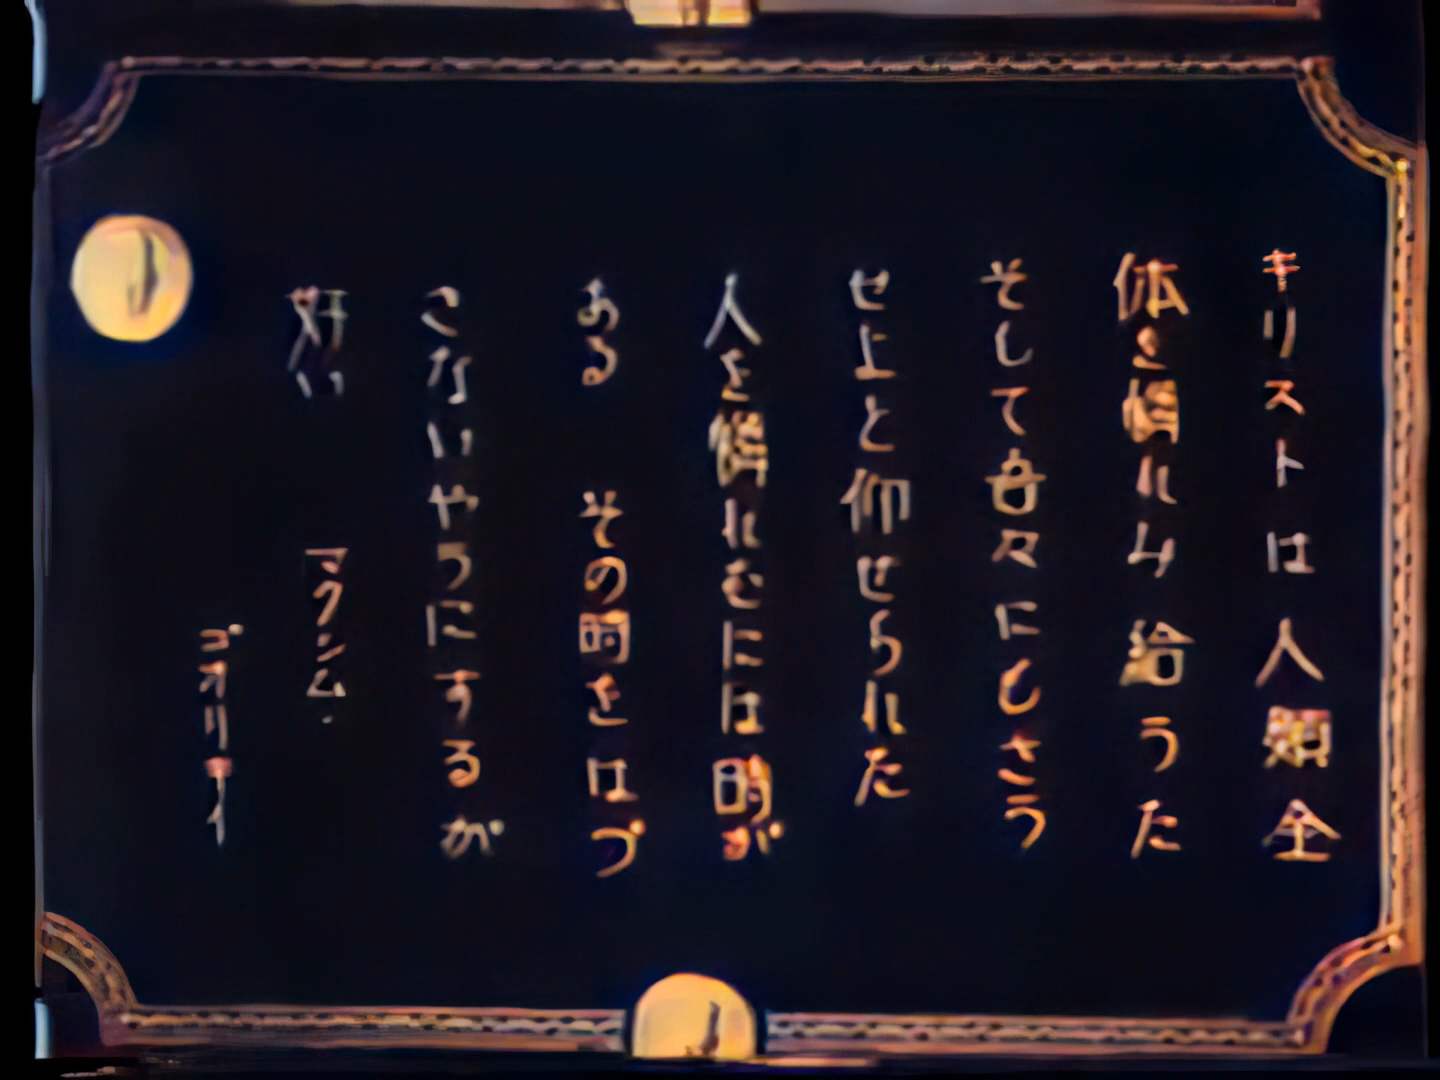 キリストは人類全
体を憐れみ給うた
そして吾々にもさう
せよと仰せられた
人を憐れむには時が
ある その時をはづ
さないやうにするが
好い
マクシム・
ゴオリキイ